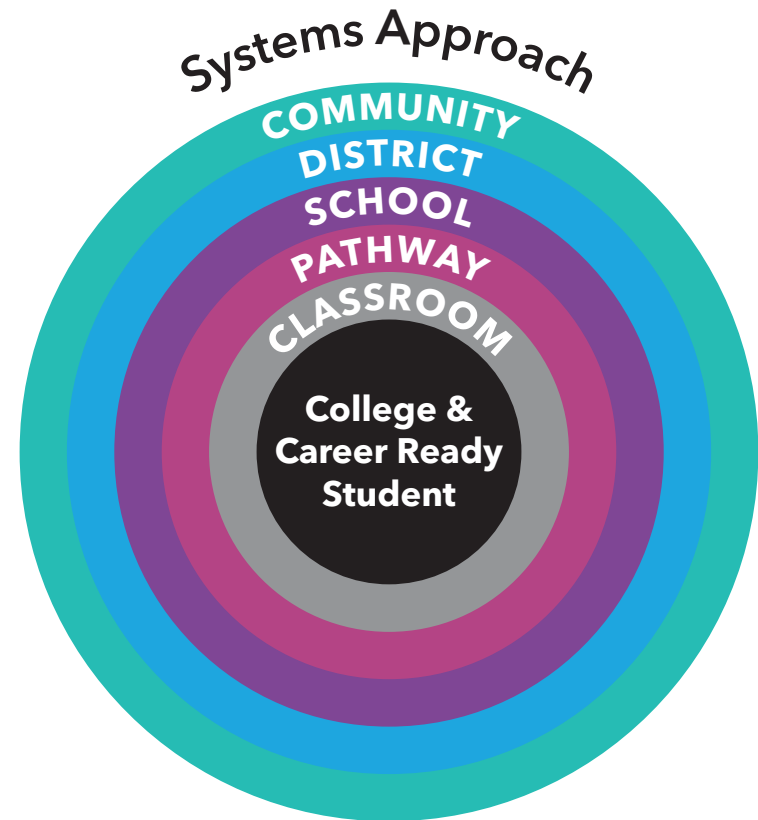 Systems Approach
COMMUNITY
DISTRICT
SCHOOL
PATHWAY
CLASSROOM
College &
Career Ready
Student